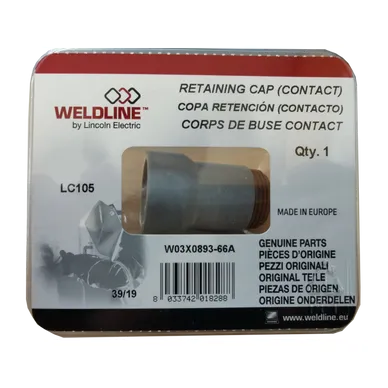 WELDLINE™
by Lincoln Electric
RETAINING CAP (CONTACT)
COPA RETENCIÓN (CONTACTO)
CORPS DE BUSE CONTACT
Qty. 1
LC105
MADE IN EUROPE
W03X0893-66A
GENUINE PARTS
PIÈCES D'ORIGINE
PEZZI ORIGINALI
ORIGINAL TEILE
PIEZAS DE ORIGEN
ORIGINE ONDERDELEN
39/19
8 033742 018288
www.weldline.eu